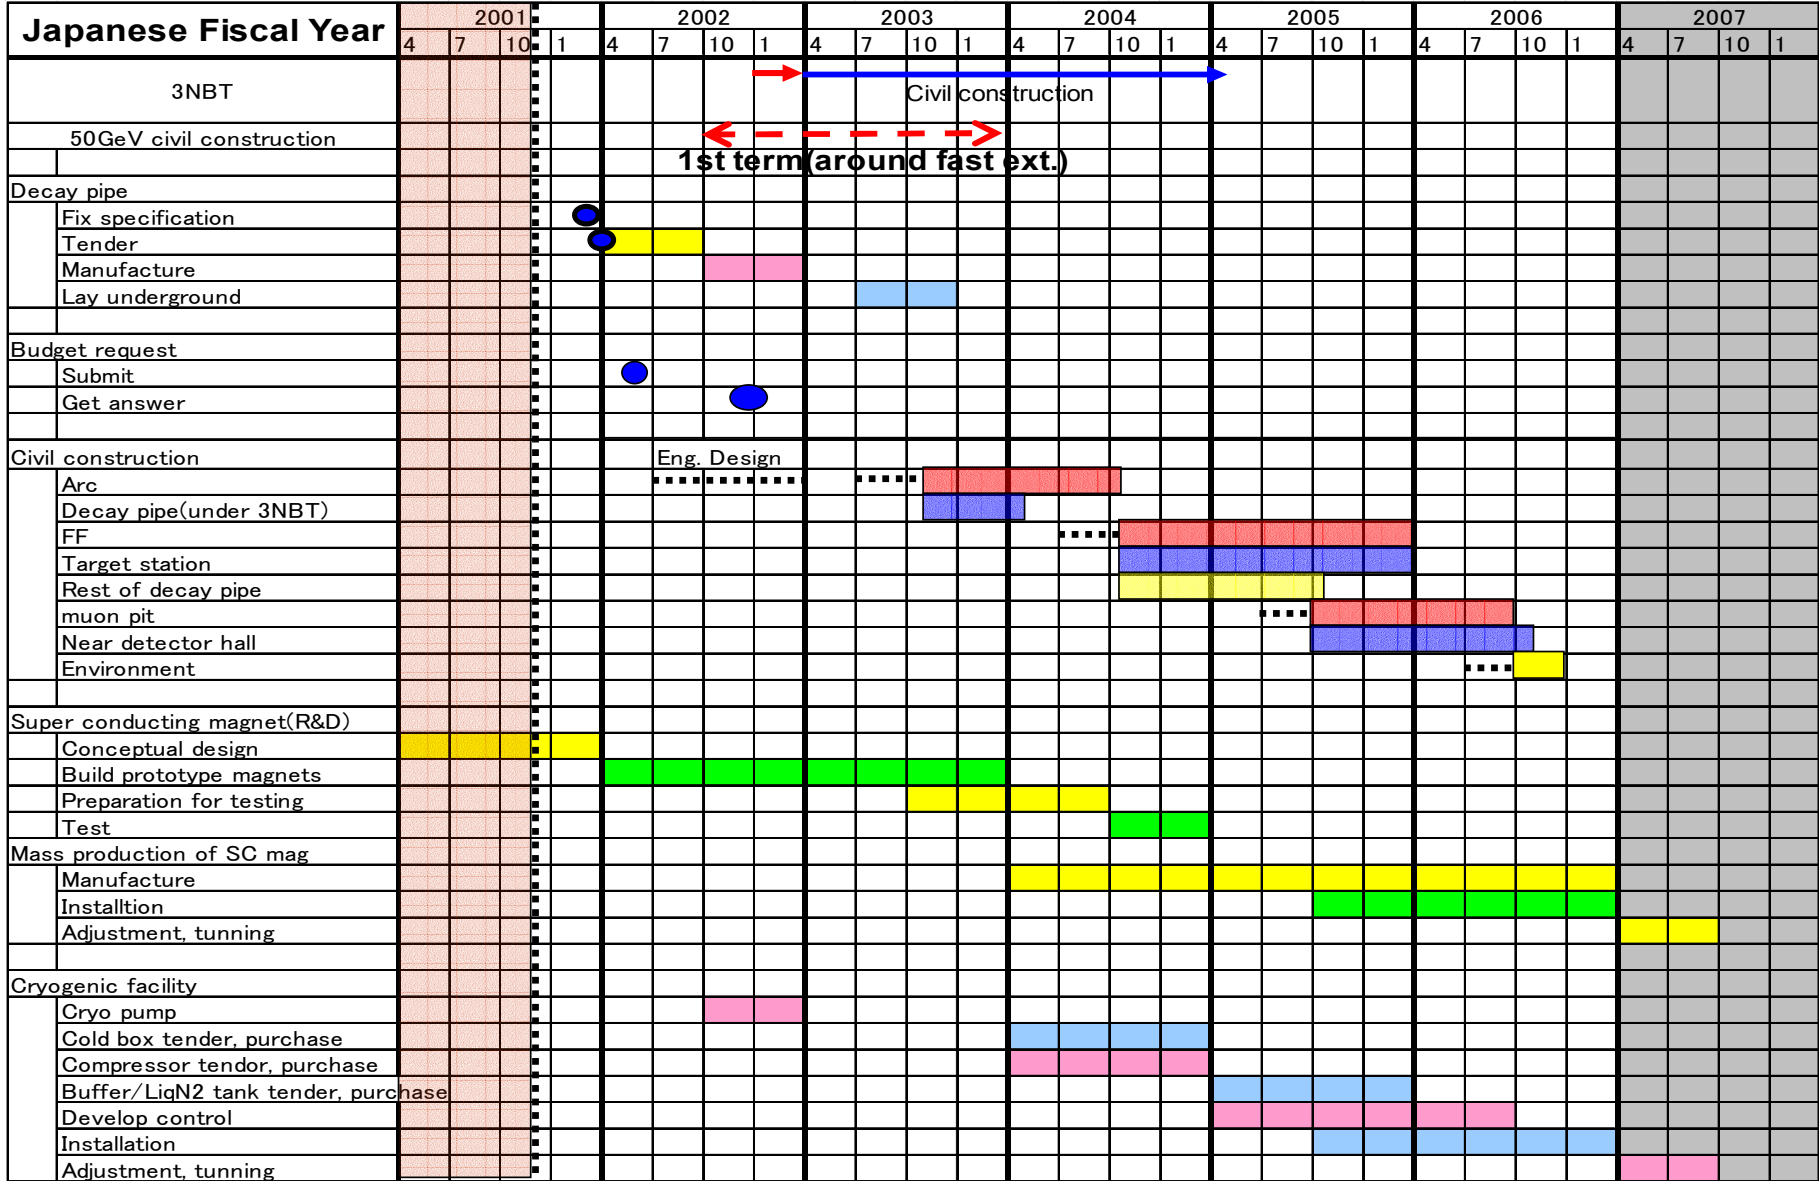 Japanese Fiscal Year 2001 2002 2003 2004 2005 2006 2007
4 7 10 1 4 7 10 1 4 7 10 1 4 7 10 1 4 7 10 1 4 7 10 1 4 7 10 1
3NBT
Civil construction
50GeV civil construction
1st term(around fast ext.)
Decay pipe
Fix specification
Tender
Manufacture
Lay underground
Budget request
Submit
Get answer
Civil construction Eng. Design
Arc
Decay pipe(under 3NBT)
FF
Target station
Rest of decay pipe
muon pit
Near detector hall
Environment
Super conducting magnet(R&D)
Conceptual design
Build prototype magnets
Preparation for testing
Test
Mass production of SC mag
Manufacture
Installtion
Adjustment, tunning
Cryogenic facility
Cryo pump
Cold box tender, purchase
Compressor tendor, purchase
Buffer/LiqN2 tank tender, purchase
Develop control
Installation
Adjustment, tunning